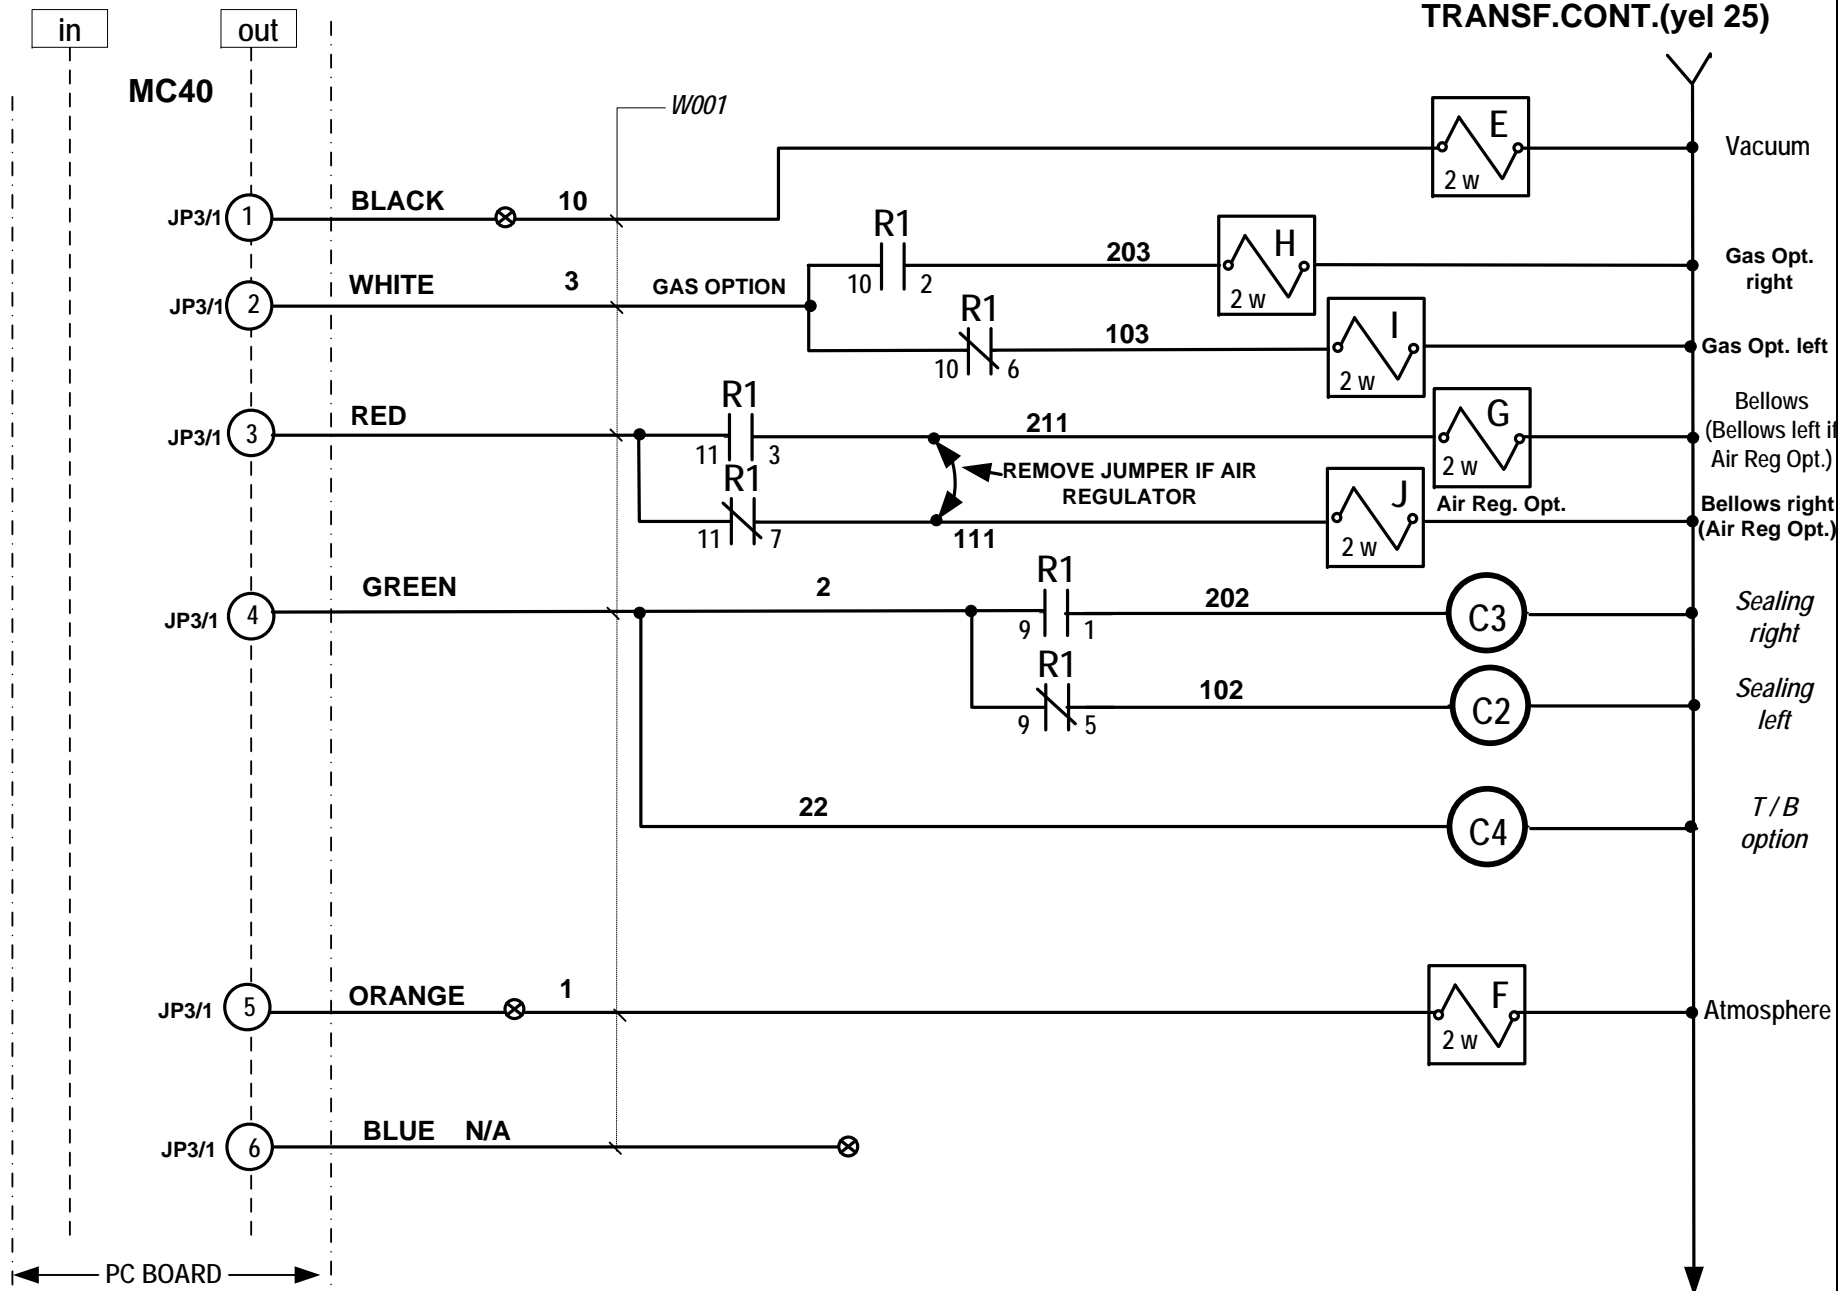 TRANSF.CONT.(yel 25)
in
out
MC40
W001
E
2 w
Vacuum
JP3/1
1
BLACK
10
R1
10
2
203
H
2 w
Gas Opt.
right
JP3/1
2
WHITE
3
GAS OPTION
R1
10
6
103
I
2 w
Gas Opt. left
JP3/1
3
RED
R1
11
3
211
G
2 w
Bellows
(Bellows left if
Air Reg Opt.)
REMOVE JUMPER IF AIR
REGULATOR
R1
11
7
111
J
2 w
Air Reg. Opt.
Bellows right
(Air Reg Opt.)
JP3/1
4
GREEN
2
R1
9
1
202
C3
Sealing
right
R1
9
5
102
C2
Sealing
left
22
C4
T / B
option
JP3/1
5
ORANGE
1
F
2 w
Atmosphere
JP3/1
6
BLUE N/A
PC BOARD